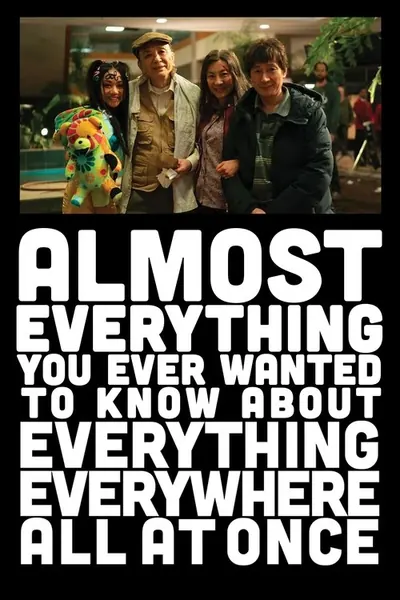 ALMOST
EVERYTHING
YOU EVER WANTED
TO KNOW ABOUT
EVERYTHING
EVERYWHERE
ALL AT ONCE